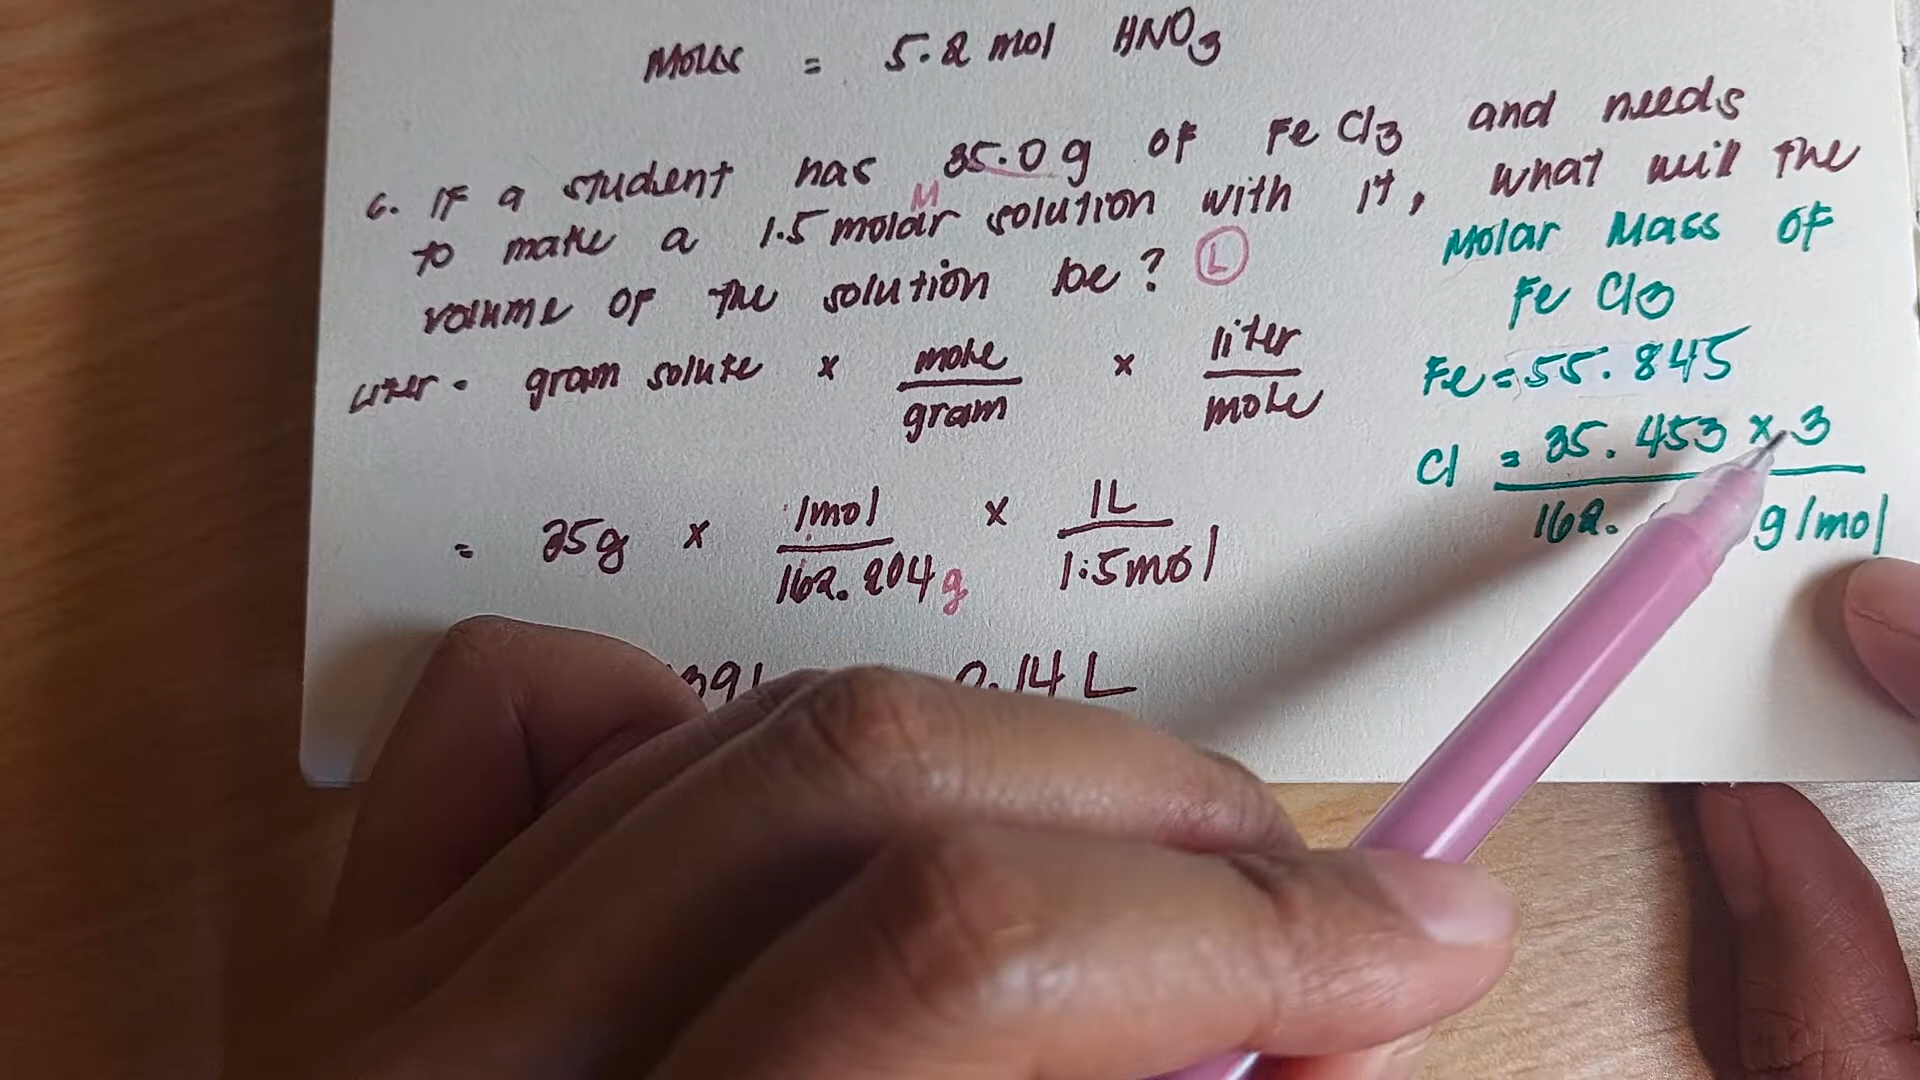 Moles = 5.2 mol HNO3
6. If a student has 35.0 g of FeCl3 and needs
M
to make a 1.5 molar solution with it, what will the
volume of the solution be? L
Liter = gram solute x mole/gram x liter/mole
= 35g x 1mol/162.204g x 1L/1.5mol
39L 0.14 L
Molar Mass of
FeCl3
Fe = 55.845
Cl = 35.453 x 3
162. g/mol